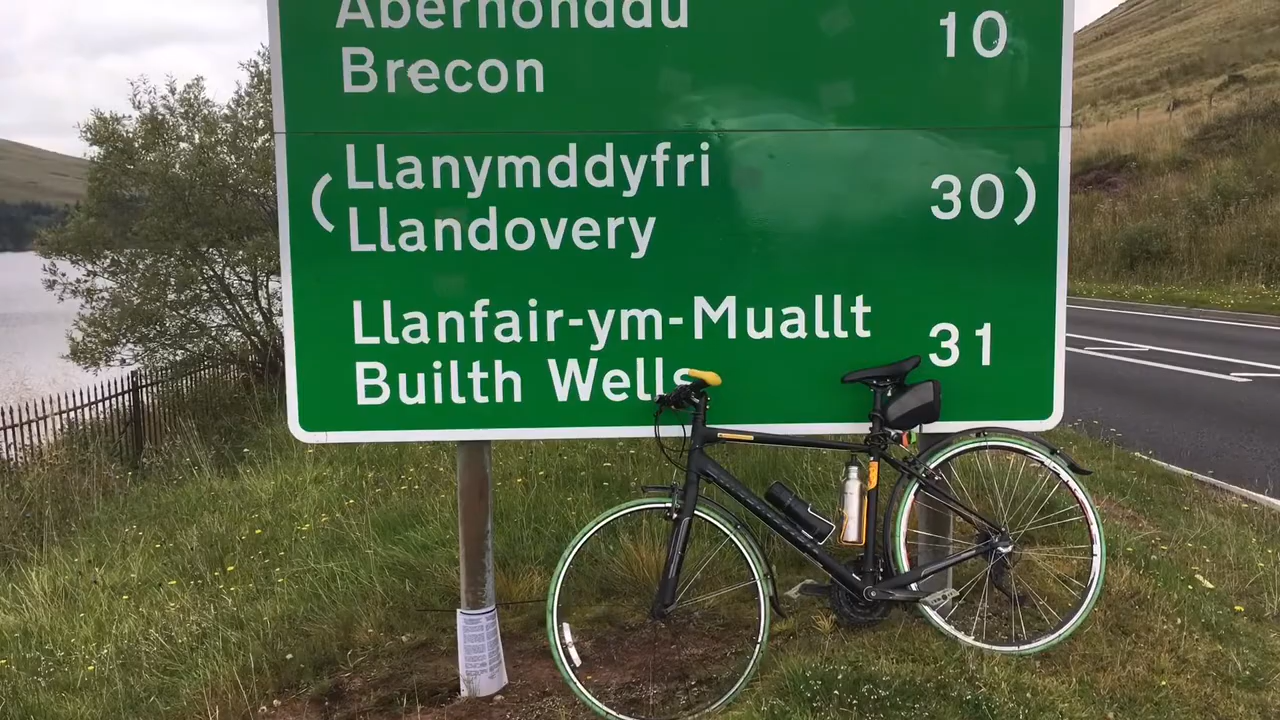 Aberhonddu
Brecon 10
Llanymddyfri
(Llandovery 30)
Llanfair-ym-Muallt
Builth Wells 31